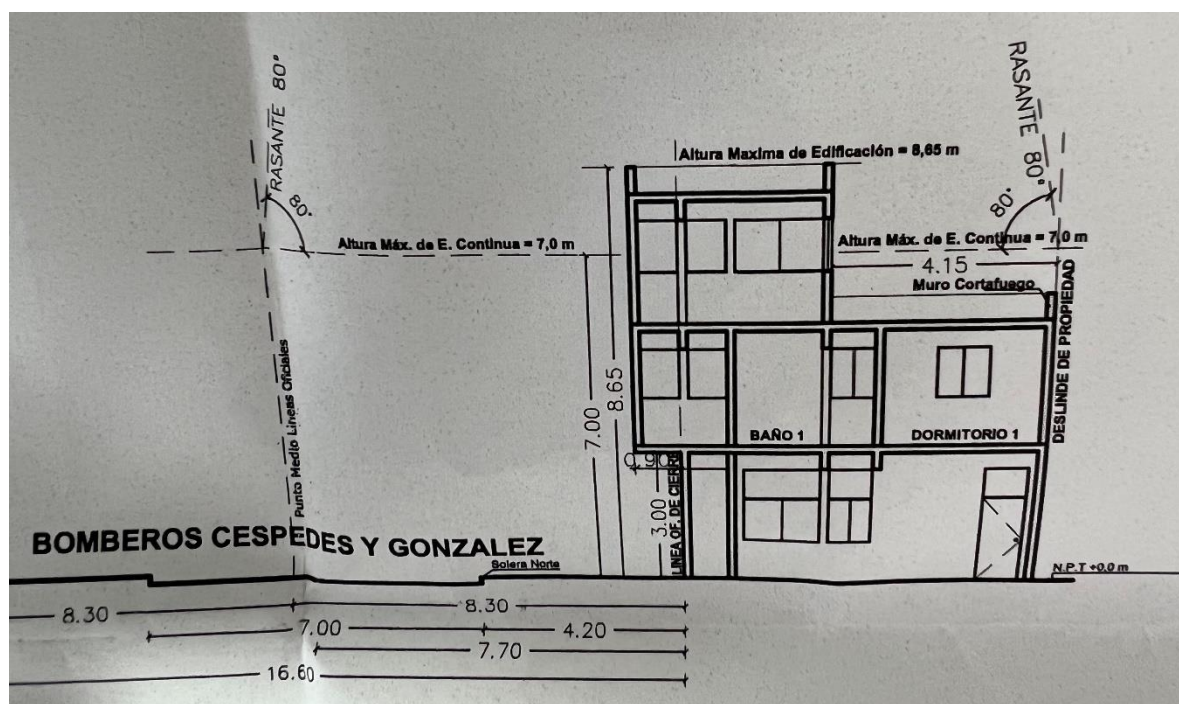 RASANTE 80°
80°
RASANTE 80°
80°
Altura Maxima de Edificación = 8,65 m
Altura Máx. de E. Continua = 7,0 m
Altura Máx. de E. Continua = 7,0 m
4.15
Muro Cortafuego
DESLINDE DE PROPIEDAD
Punto Medio Lineas Oficiales
7.00
8.65
BAÑO 1
DORMITORIO 1
0.90
3.00
LINEA OF. DE CIERRE
BOMBEROS CESPEDES Y GONZALEZ
Solera Norte
N.P.T +0.0 m
8.30
8.30
7.00
4.20
7.70
16.60